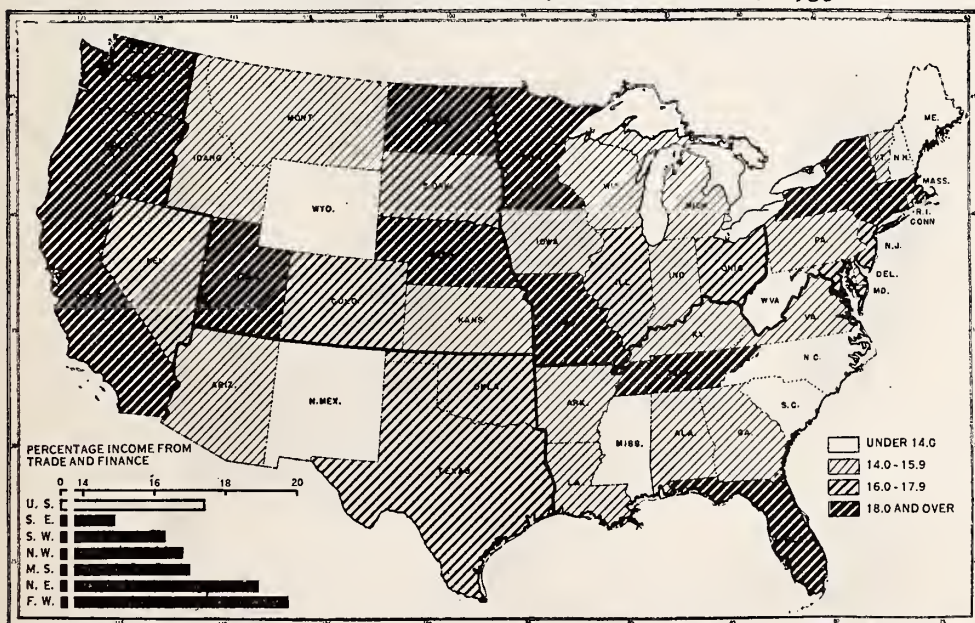 MONT.
IDAHO
WYO.
S.DAK.
WIS.
MICH.
ME.
VT.
N.H.
MASS.
R.I.
CONN
N.J.
DEL.
MD.
PA.
IOWA
NEV.
COLO.
KANS.
ILL.
IND.
OHIO
W.VA
VA.
KY.
N.C.
S.C.
ARIZ.
N.MEX.
OKLA.
ARK.
TEXAS
LA.
MISS.
ALA.
GA.
PERCENTAGE INCOME FROM
TRADE AND FINANCE
0 14 16 18 20
U. S.
S. E.
S. W.
N. W.
M. S.
N. E.
F. W.
UNDER 14.0
14.0 - 15.9
16.0 - 17.9
18.0 AND OVER